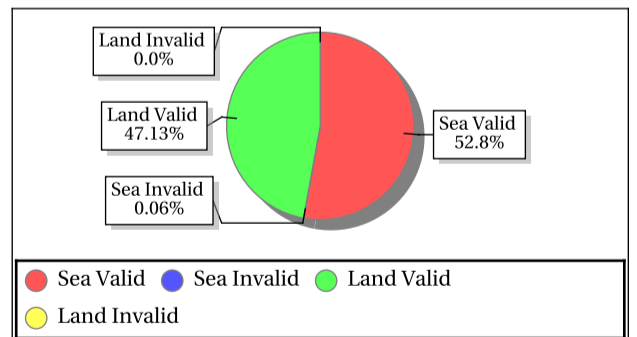 Land Invalid
0.0%
Land Valid
47.13%
Sea Valid
52.8%
Sea Invalid
0.06%
Sea Valid Sea Invalid Land Valid
Land Invalid